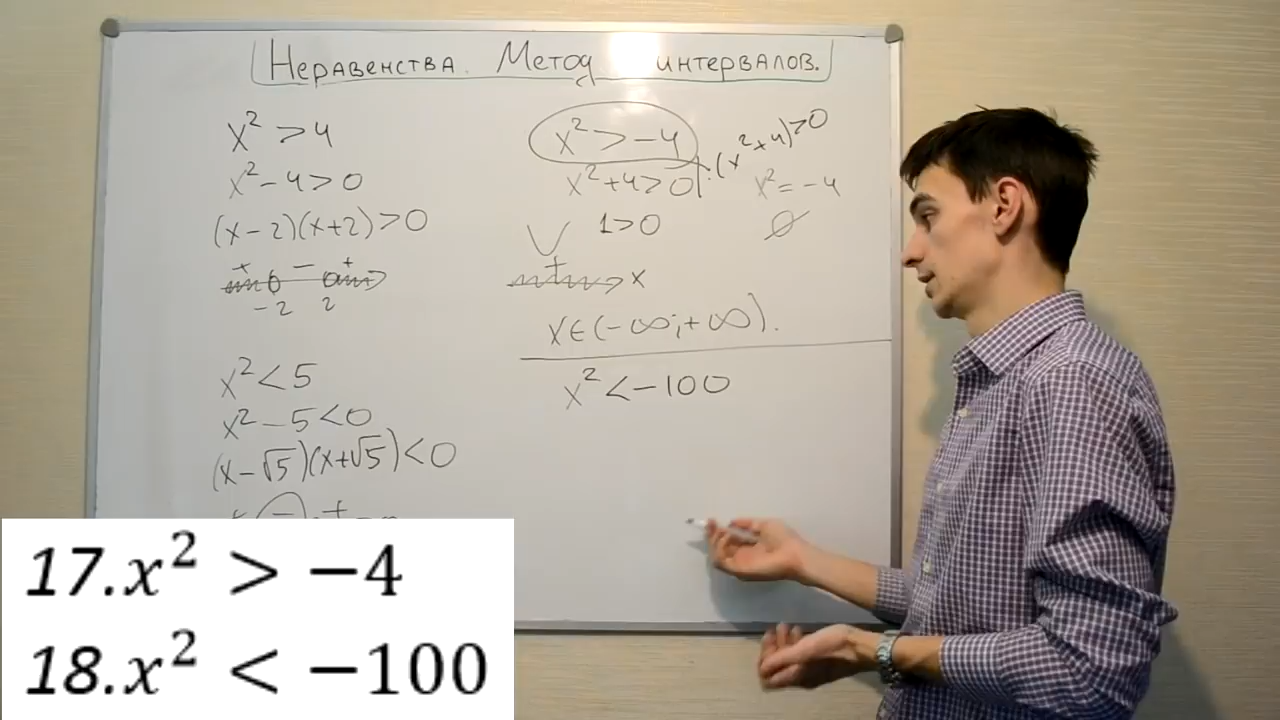 Неравенства. Метод интервалов.
x² > 4
x² - 4 > 0
(x - 2)(x + 2) > 0
+ - +
-2 2
x² < 5
x² - 5 < 0
(x - √5)(x + √5) < 0
- +
x² > -4
x² + 4 > 0 | : (x² + 4) > 0
x² = -4
∅
1 > 0
+
x
x ∈ (-∞; +∞).
x² < -100
17. x² > -4
18. x² < -100